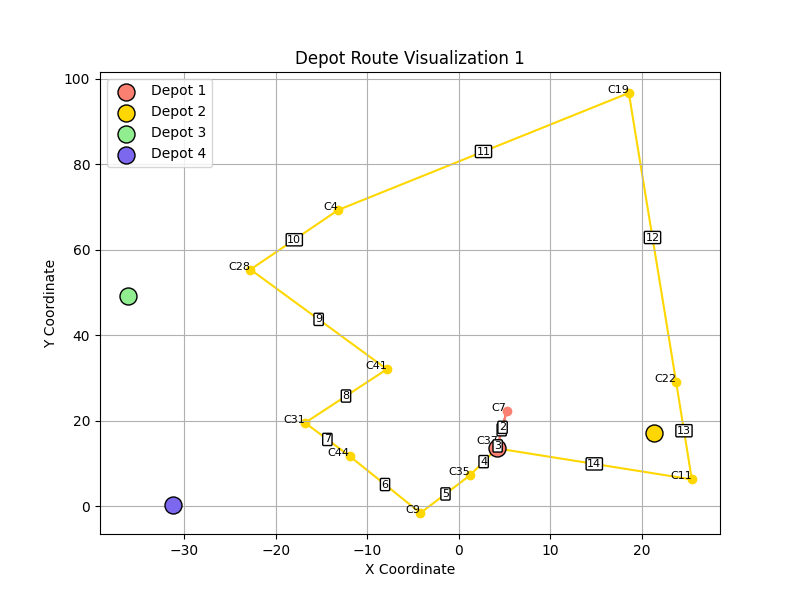 Depot Route Visualization 1
Depot 1
Depot 2
Depot 3
Depot 4
Y Coordinate
100
80
60
40
20
0
C19
11
C4
10
12
C28
9
C41
C22
8
C7
C31
2
13
7
3
C44
4
14
C35
C11
6
5
C9
−30
−20
−10
0
10
20
X Coordinate